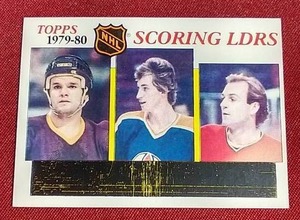 TOPPS
1979-80
NHL
SCORING LDRS